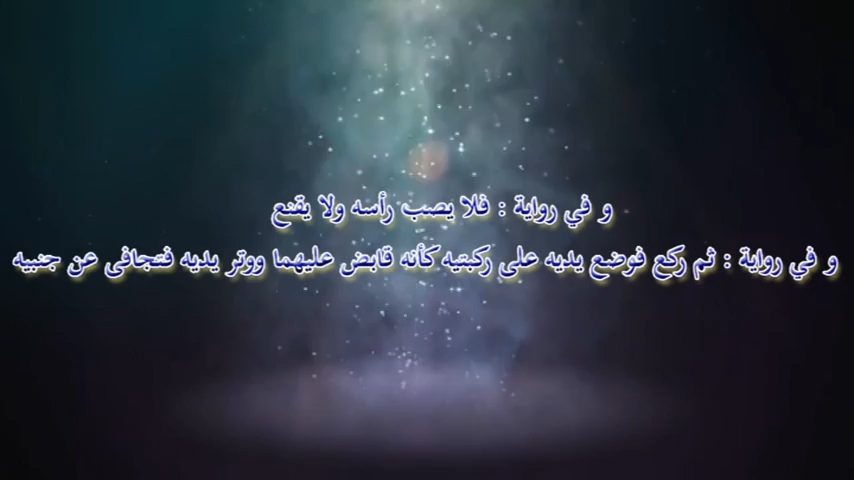 و في رواية : فلا يصب رأسه ولا يقنع
و في رواية : ثم ركع فوضع يديه على ركبتيه كأنه قابض عليهما ووتر يديه فتجافى عن جنبيه